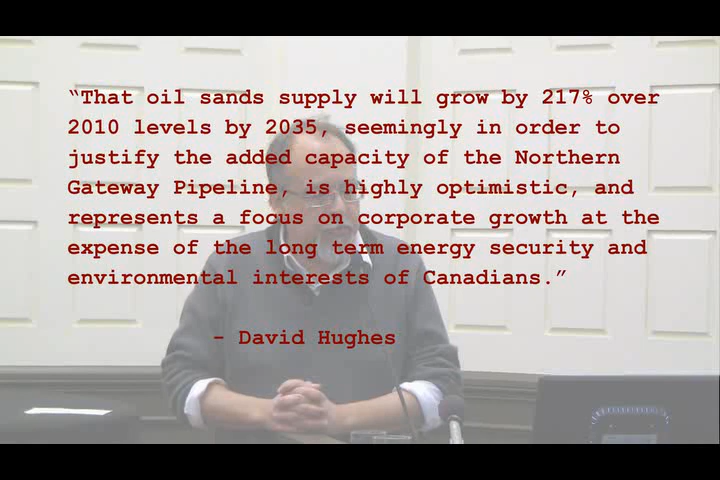 “That oil sands supply will grow by 217% over
2010 levels by 2035, seemingly in order to
justify the added capacity of the Northern
Gateway Pipeline, is highly optimistic, and
represents a focus on corporate growth at the
expense of the long term energy security and
environmental interests of Canadians.”
- David Hughes